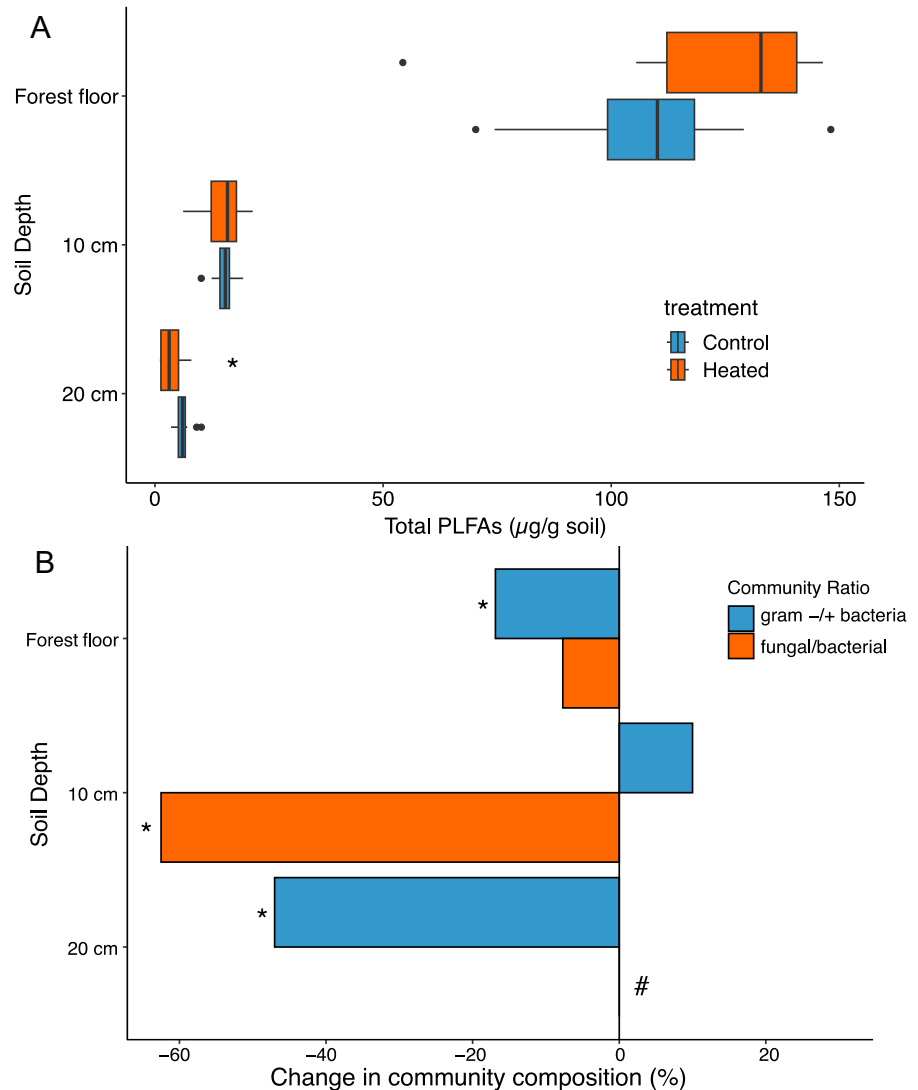 A
Forest floor
10 cm
20 cm
Soil Depth
*
treatment
Control
Heated
0
50
100
150
Total PLFAs (µg/g soil)
B
Forest floor
10 cm
20 cm
Soil Depth
*
*
*
#
Community Ratio
gram −/+ bacteria
fungal/bacterial
−60
−40
−20
0
20
Change in community composition (%)